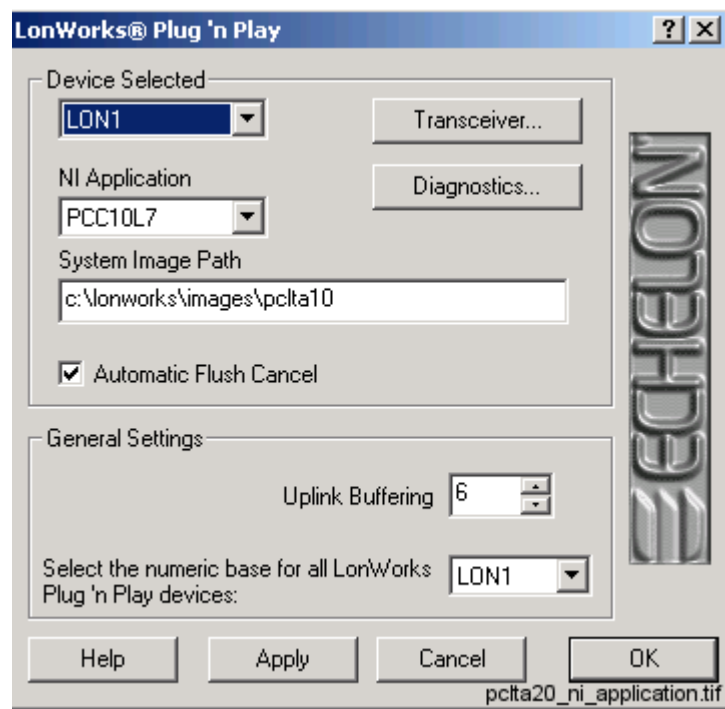 LonWorks® Plug 'n Play
Device Selected
LON1
Transceiver...
NI Application
Diagnostics...
PCC10L7
System Image Path
c:\lonworks\images\pclta10
Automatic Flush Cancel
ECHELON
General Settings
Uplink Buffering
6
Select the numeric base for all LonWorks
Plug 'n Play devices:
LON1
Help
Apply
Cancel
OK
pclta20_ni_application.tif